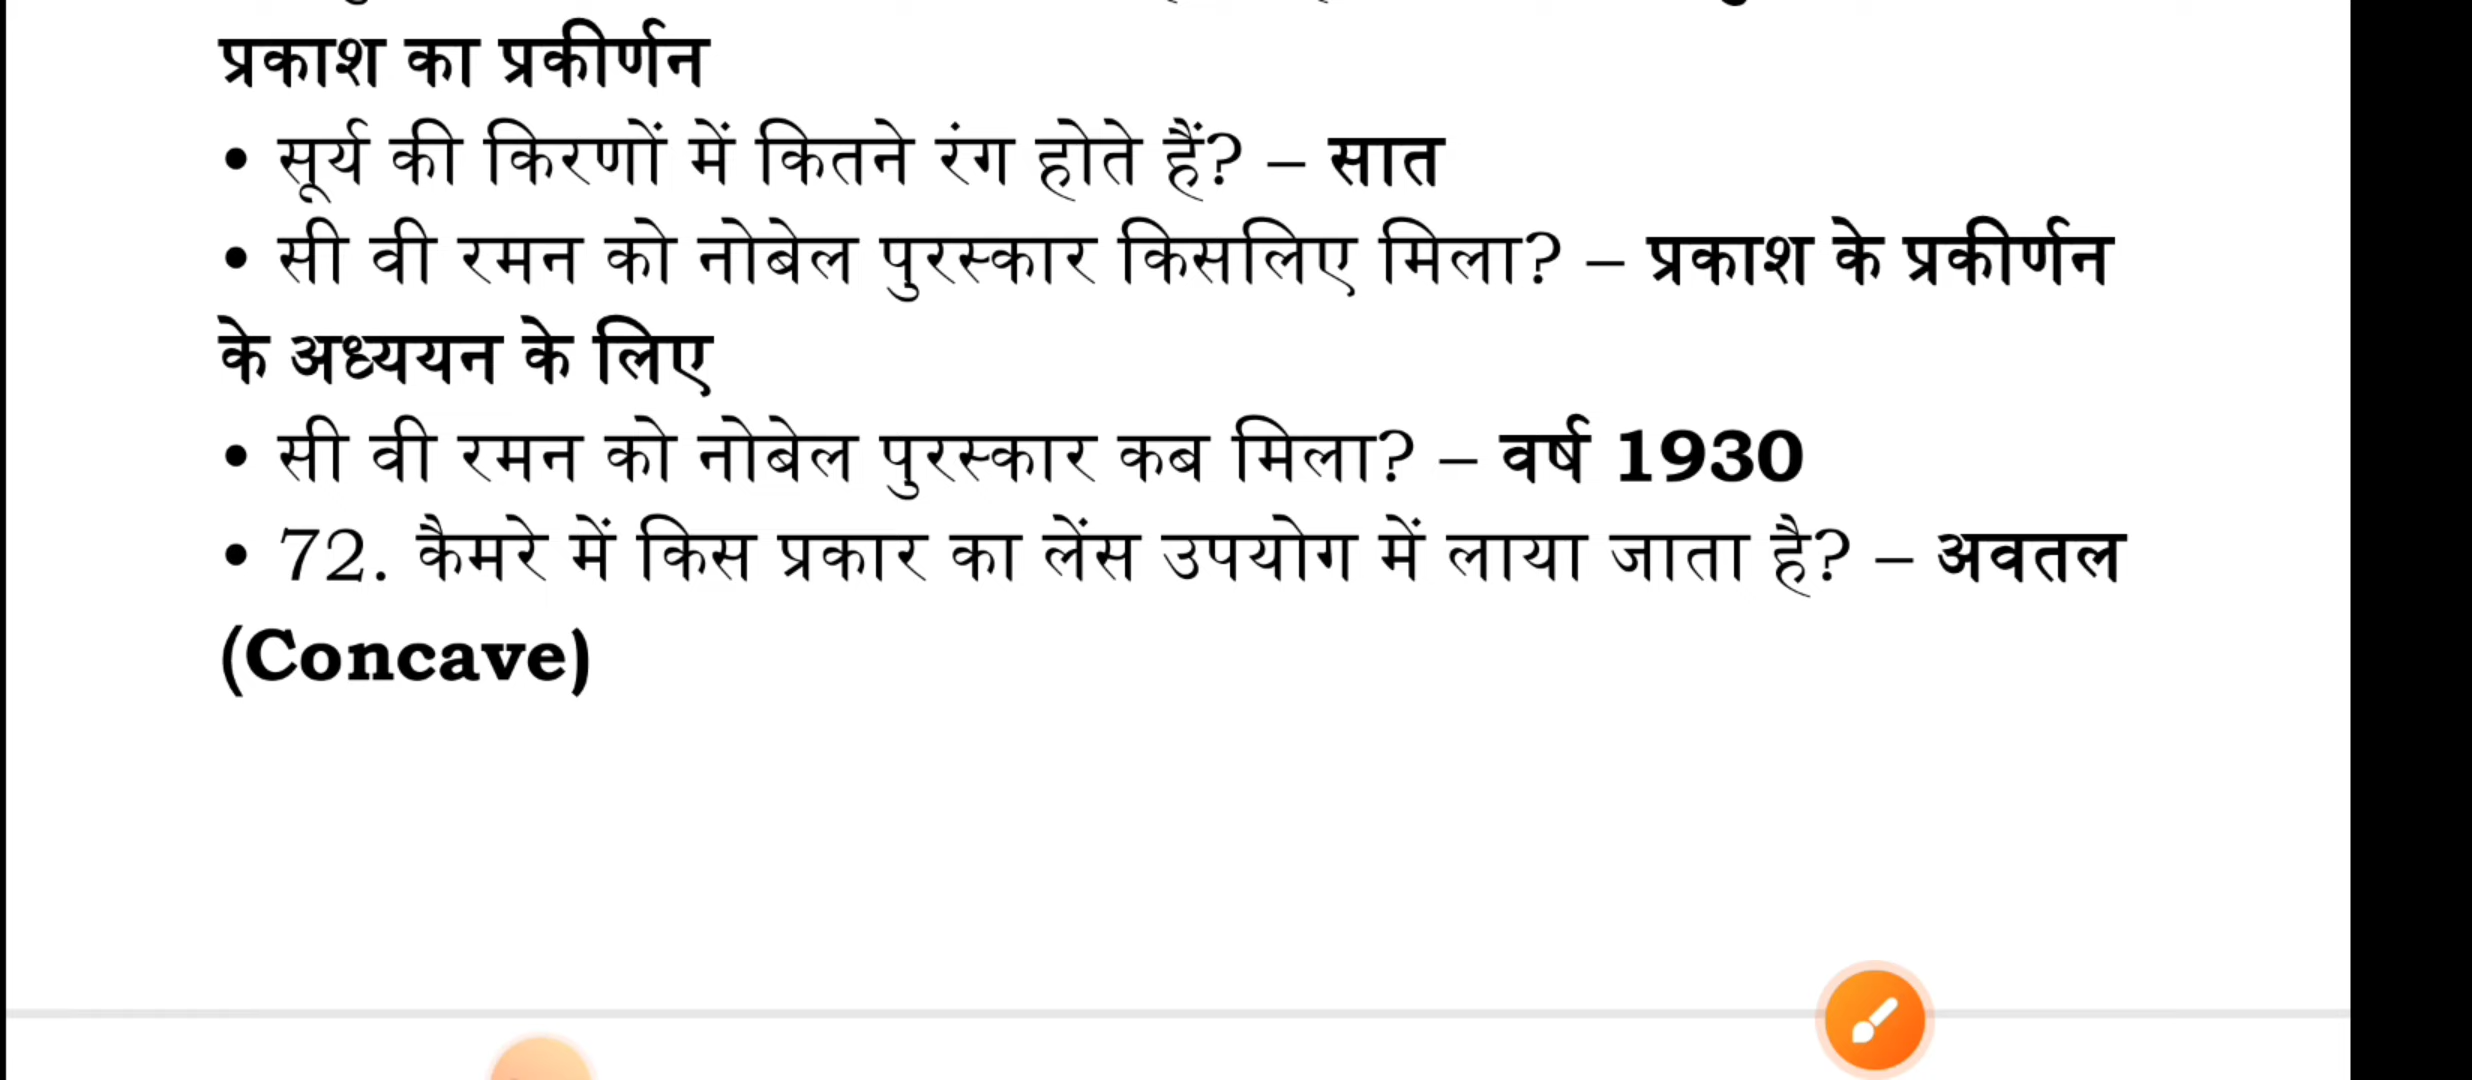 प्रकाश का प्रकीर्णन
• सूर्य की किरणों में कितने रंग होते हैं? – सात
• सी वी रमन को नोबेल पुरस्कार किसलिए मिला? – प्रकाश के प्रकीर्णन
के अध्ययन के लिए
• सी वी रमन को नोबेल पुरस्कार कब मिला? – वर्ष 1930
• 72. कैमरे में किस प्रकार का लेंस उपयोग में लाया जाता है? – अवतल
(Concave)